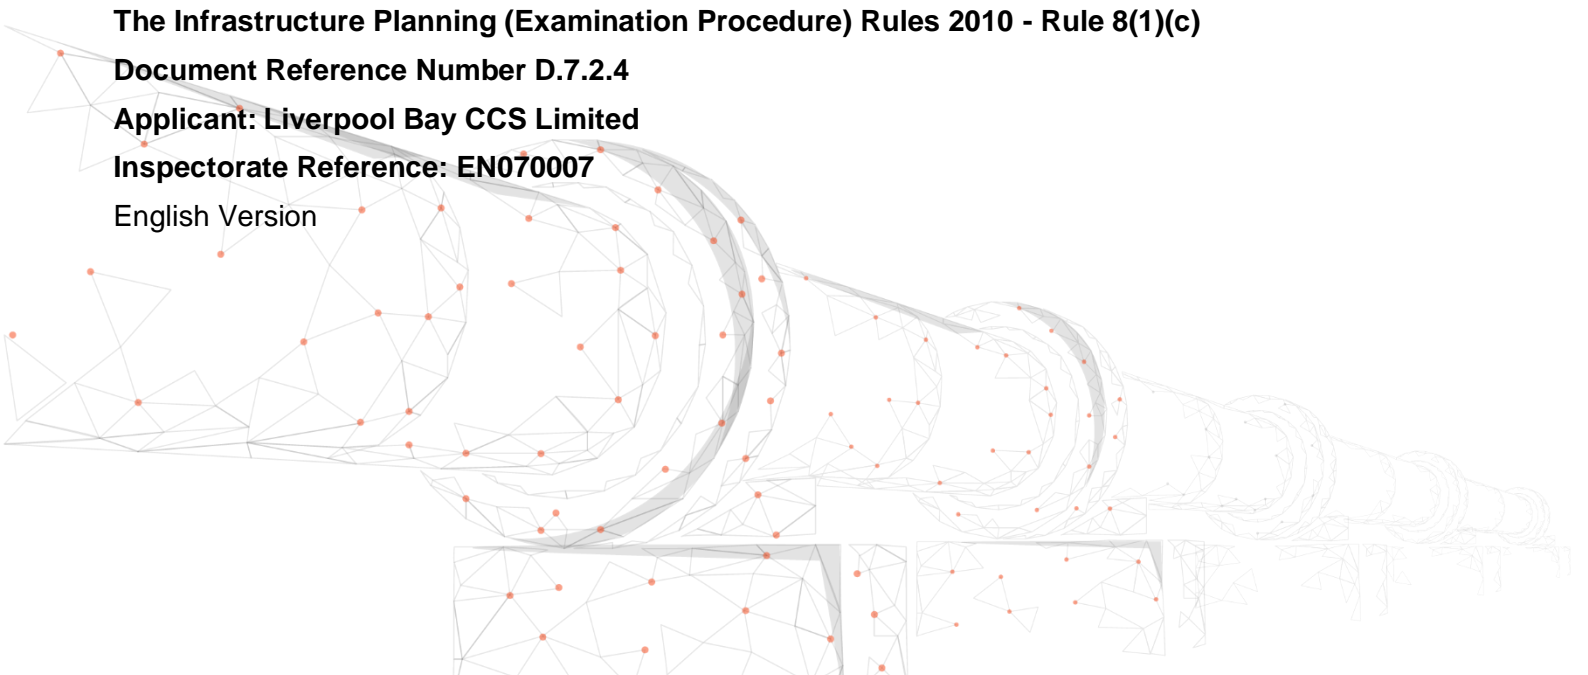 The Infrastructure Planning (Examination Procedure) Rules 2010 - Rule 8(1)(c)
Document Reference Number D.7.2.4
Applicant: Liverpool Bay CCS Limited
Inspectorate Reference: EN070007
English Version